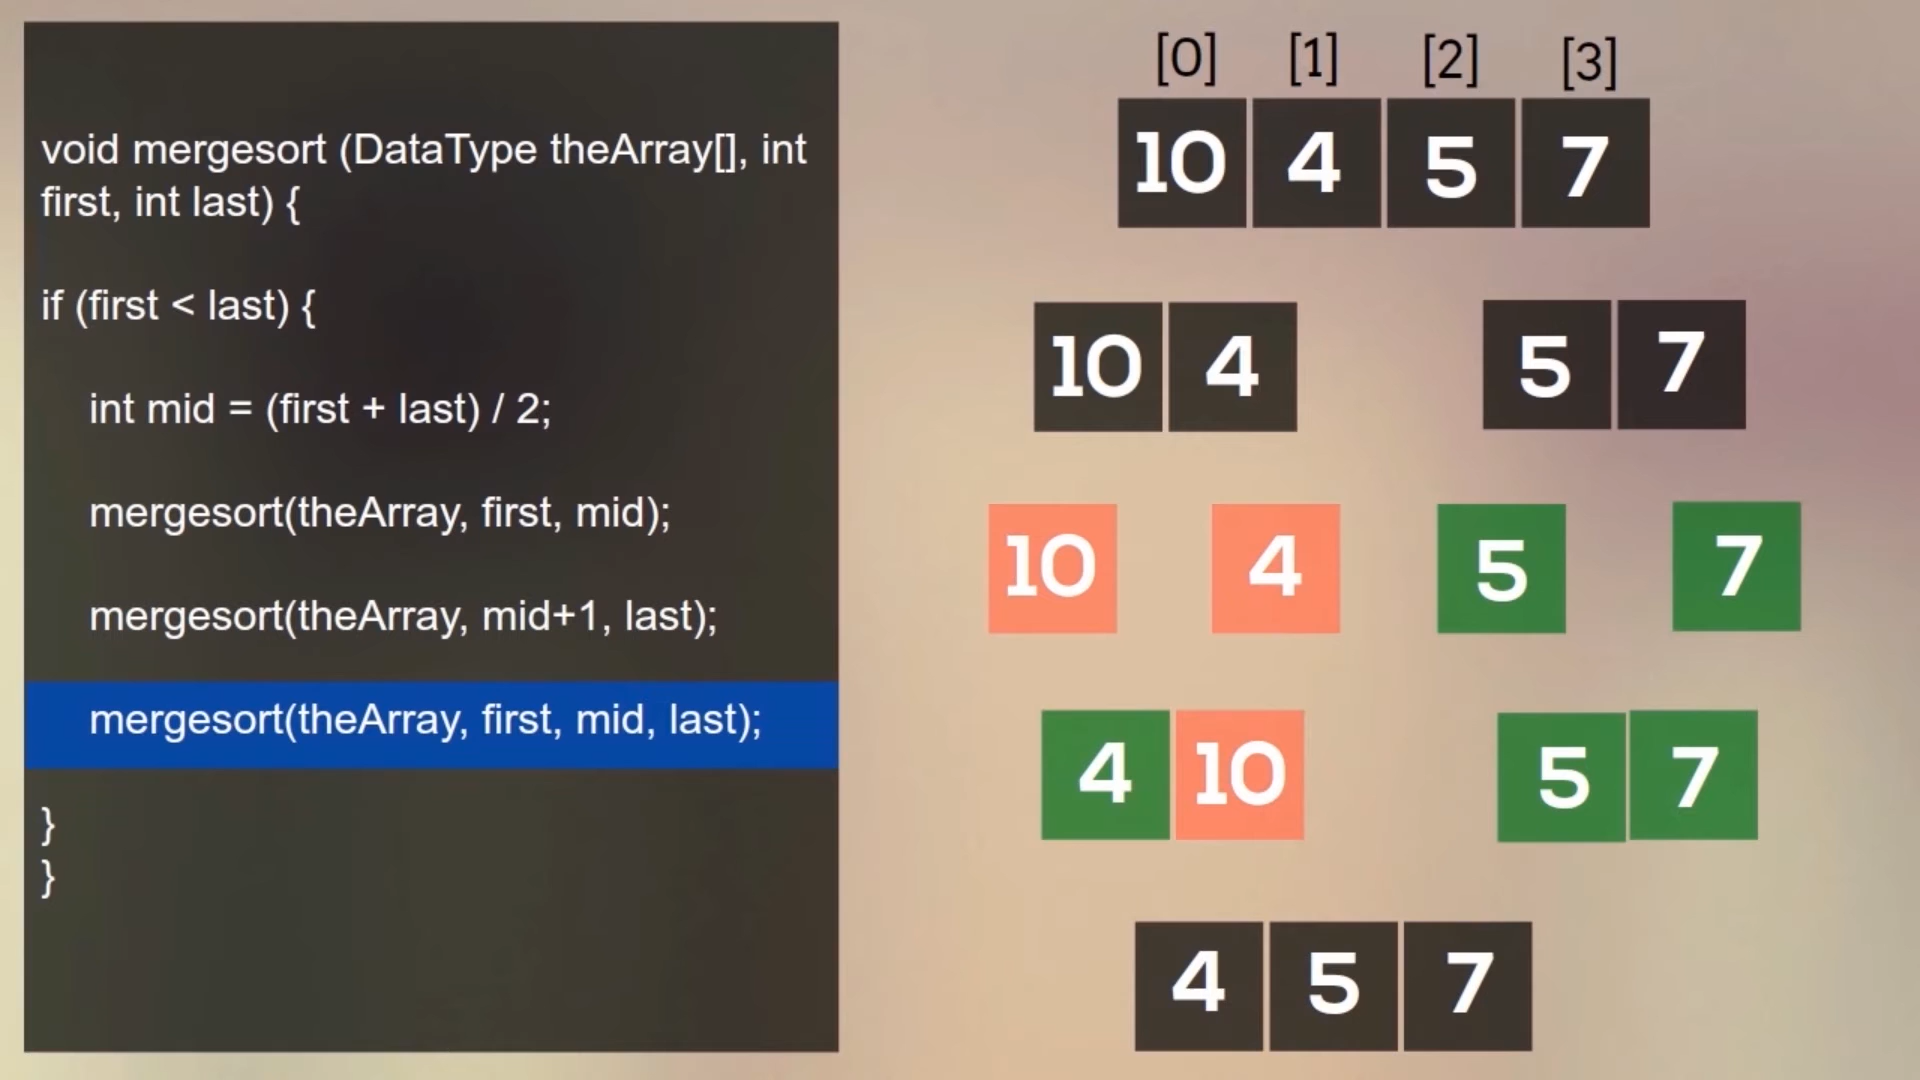 void mergesort (DataType theArray[], int
first, int last) {
if (first < last) {
int mid = (first + last) / 2;
mergesort(theArray, first, mid);
mergesort(theArray, mid+1, last);
mergesort(theArray, first, mid, last);
}
}
[0] [1] [2] [3]
10 4 5 7
10 4 5 7
10 4 5 7
4 10 5 7
4 5 7